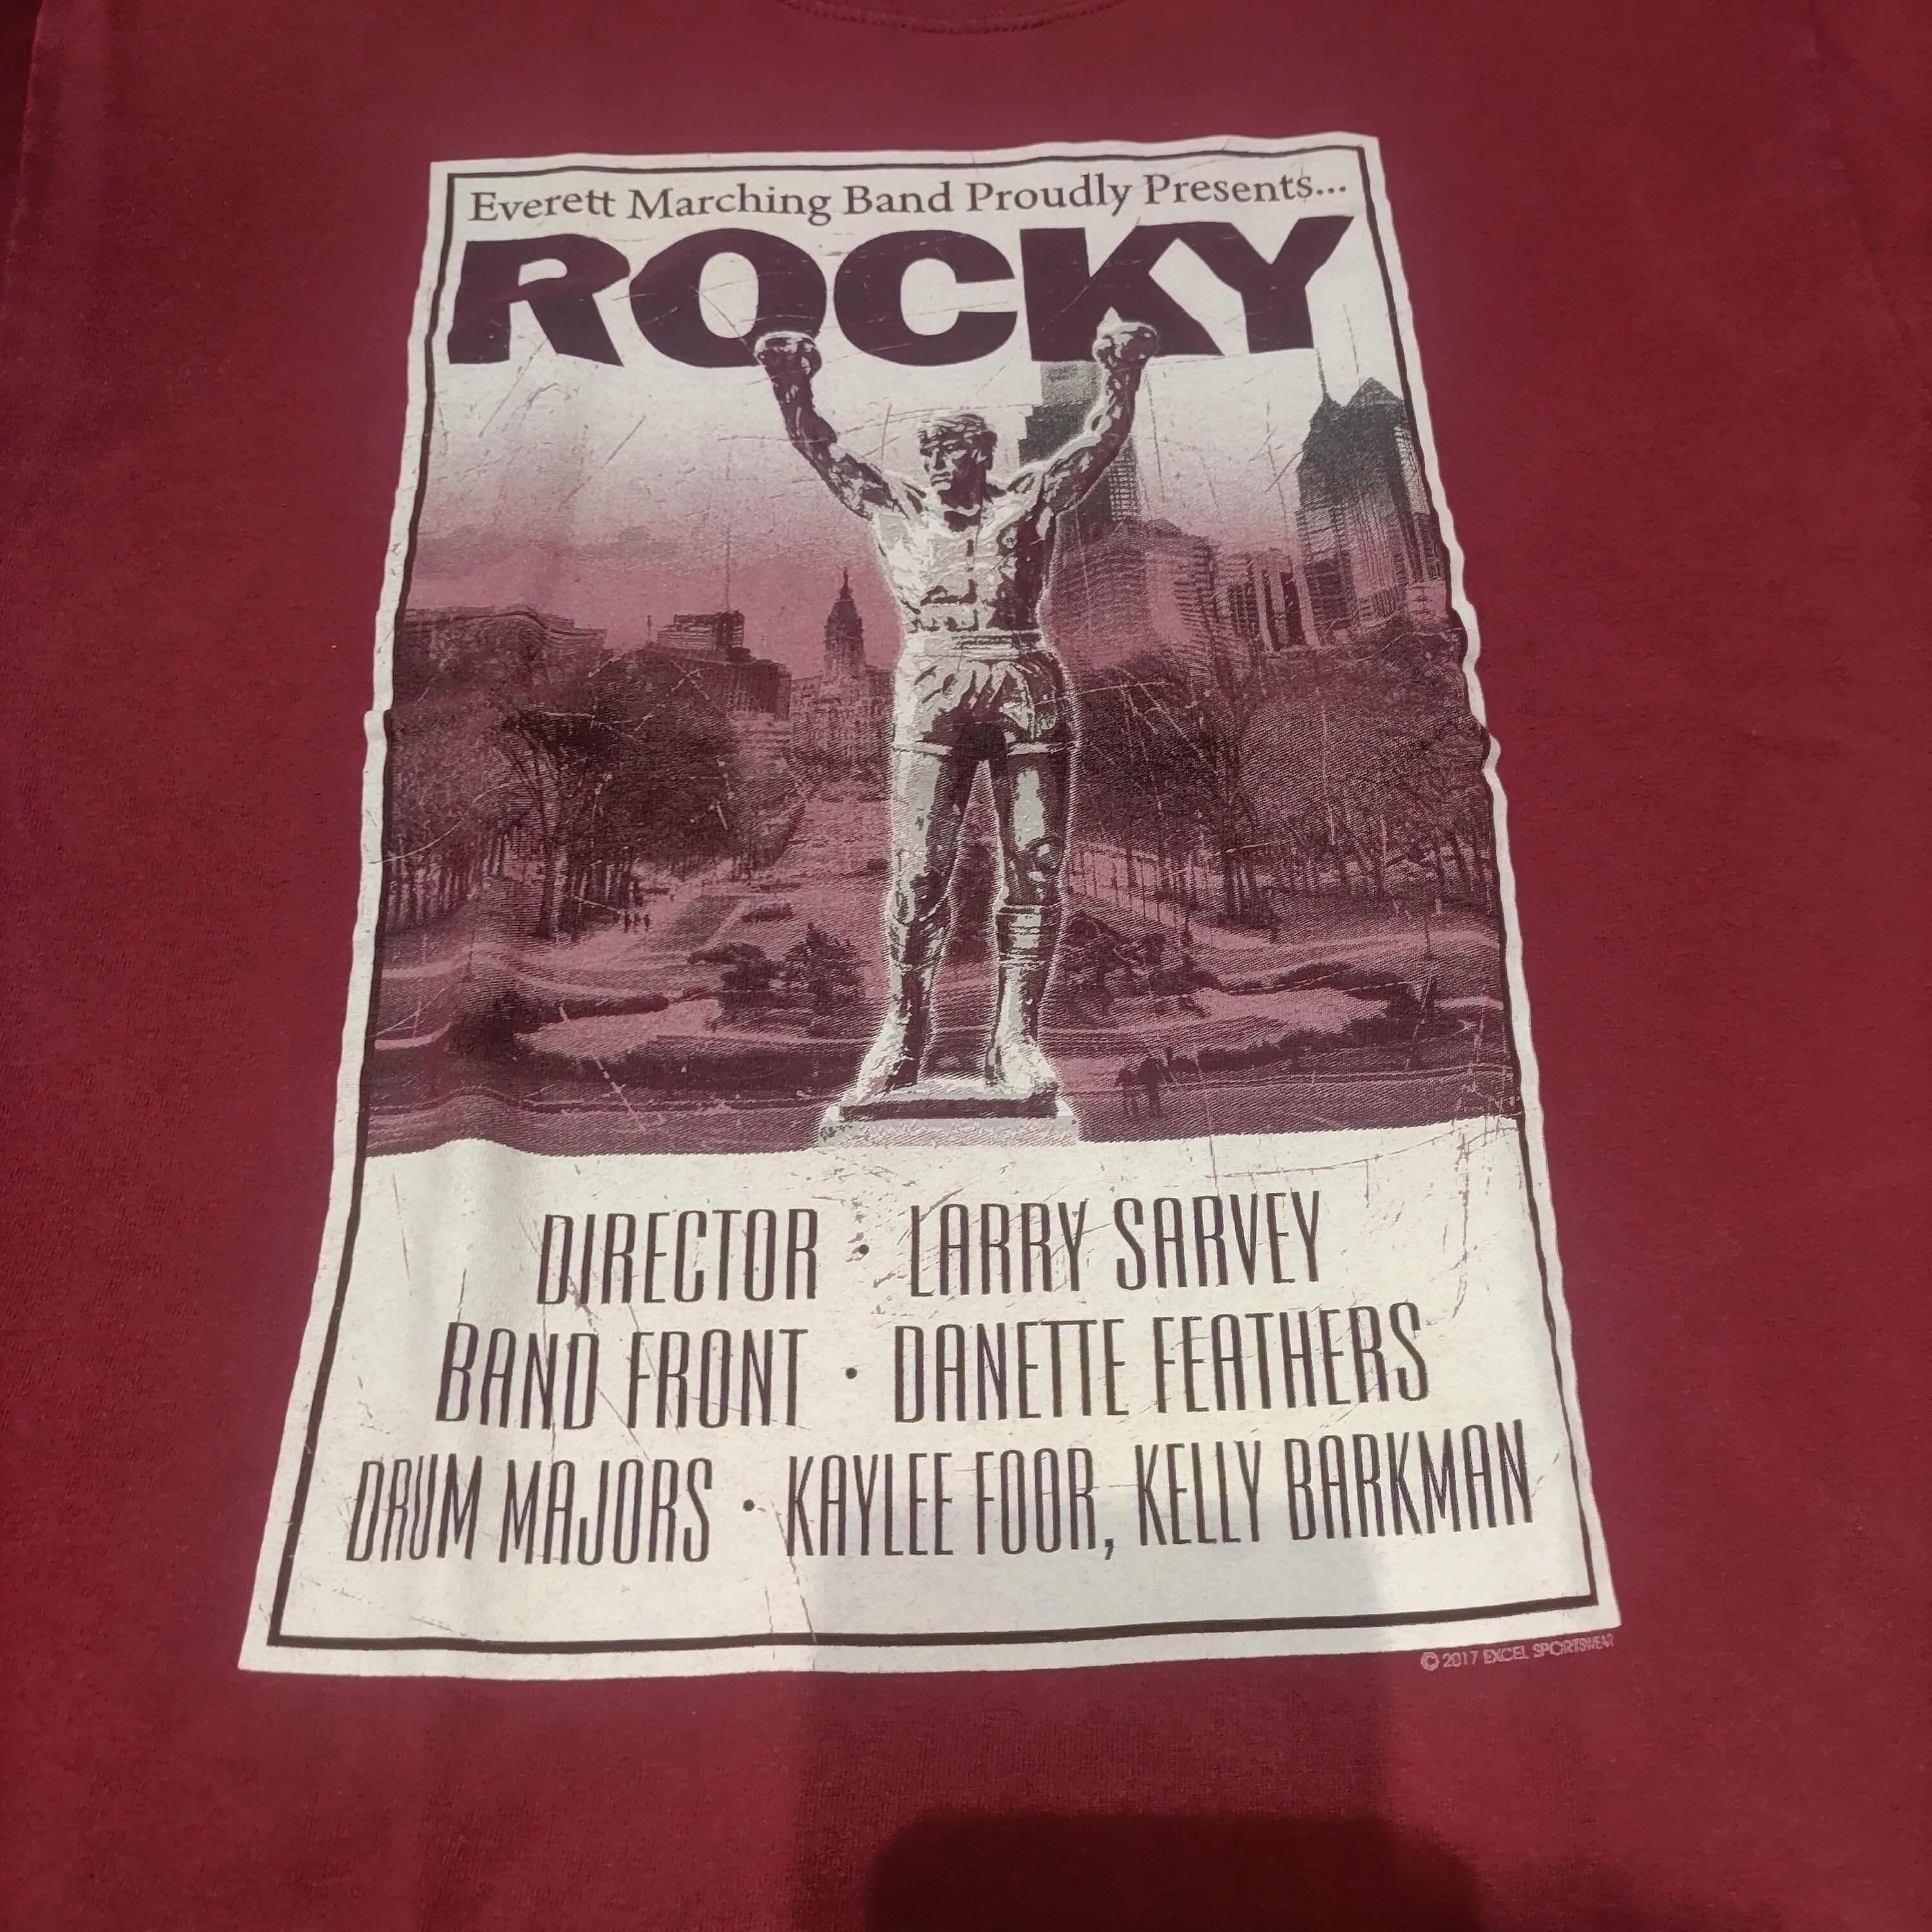 Everett Marching Band Proudly Presents...
ROCKY
DIRECTOR · LARRY SARVEY
BAND FRONT · DANETTE FEATHERS
DRUM MAJORS · KAYLEE FOOR, KELLY BARKMAN
© 2017 EXCEL SPORTSWEAR